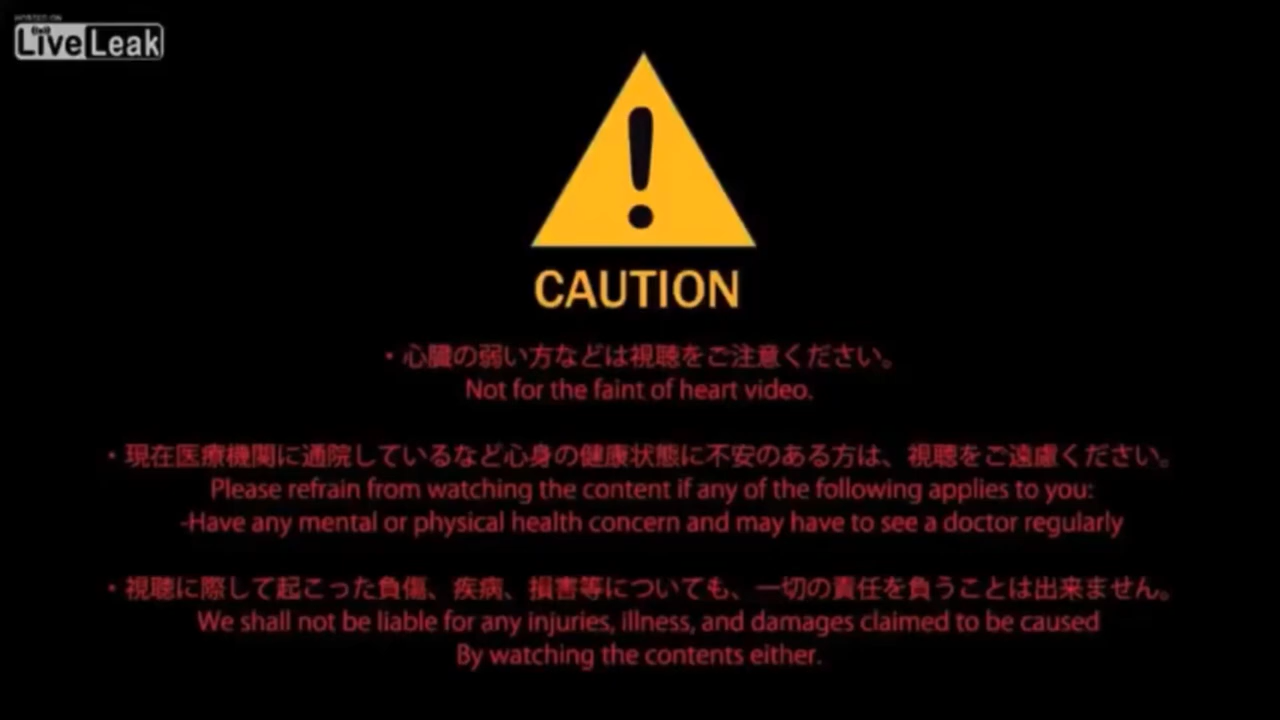 LiveLeak
CAUTION
・心臓の弱い方などは視聴をご注意ください。
Not for the faint of heart video.
・現在医療機関に通院しているなど心身の健康状態に不安のある方は、視聴をご遠慮ください。
Please refrain from watching the content if any of the following applies to you:
-Have any mental or physical health concern and may have to see a doctor regularly
・視聴に際して起こった負傷、疾病、損害等についても、一切の責任を負うことは出来ません。
We shall not be liable for any injuries, illness, and damages claimed to be caused
By watching the contents either.